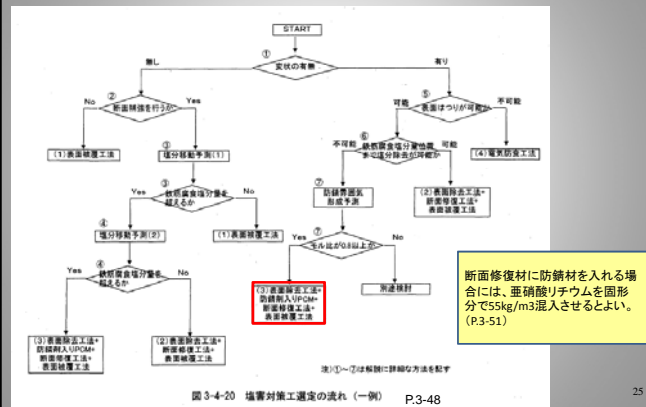 START
①
変状の有無
無し
有り
②
断面補強を行うか
No
Yes
⑤
表面はつりが可能か
可能
不可能
(1)表面被覆工法
③
塩分移動予測(1)
⑥
鉄筋腐食塩分量位置
まで塩分除去が可能か
不可能
可能
(4)電気防食工法
③
鉄筋腐食塩分量を
超えるか
Yes
No
⑦
防錆雰囲気
形成予測
(2)表面除去工法+
断面修復工法+
表面被覆工法
④
塩分移動予測(2)
(1)表面被覆工法
⑦
モル比が0.8以上か
Yes
No
④
鉄筋腐食塩分量を
超えるか
Yes
No
(3)表面除去工法+
防錆剤入りPCM+
断面修復工法+
表面被覆工法
別途検討
(3)表面除去工法+
防錆剤入りPCM+
断面修復工法+
表面被覆工法
(2)表面除去工法+
断面修復工法+
表面被覆工法
断面修復材に防錆材を入れる場
合には、亜硝酸リチウムを固形
分で55kg/m3混入させるとよい。
(P.3-51)
注)①~⑦は解説に詳細な方法を記す
図 3-4-20 塩害対策工選定の流れ (一例)
P.3-48
25